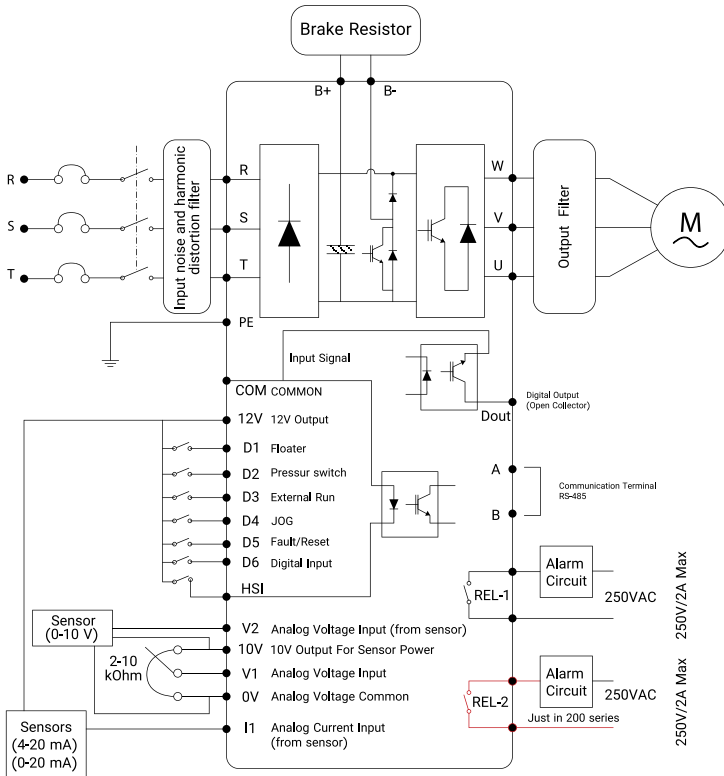 Brake Resistor
B+ B-
R
S
T
Input noise and harmonic
distortion filter
R
S
T
W
V
U
Output Filter
M
PE
Input Signal
COM COMMON
12V 12V Output
D1 Floater
D2 Pressur switch
D3 External Run
D4 JOG
D5 Fault/Reset
D6 Digital Input
HSI
Dout
Digital Output
(Open Collector)
A
B
Communication Terminal
RS-485
REL-1
Alarm
Circuit
250VAC
250V/2A Max
Sensor
(0-10 V)
2-10
kOhm
V2 Analog Voltage Input (from sensor)
10V 10V Output For Sensor Power
V1 Analog Voltage Input
0V Analog Voltage Common
I1 Analog Current Input
(from sensor)
Sensors
(4-20 mA)
(0-20 mA)
REL-2
Alarm
Circuit
Just in 200 series
250VAC
250V/2A Max